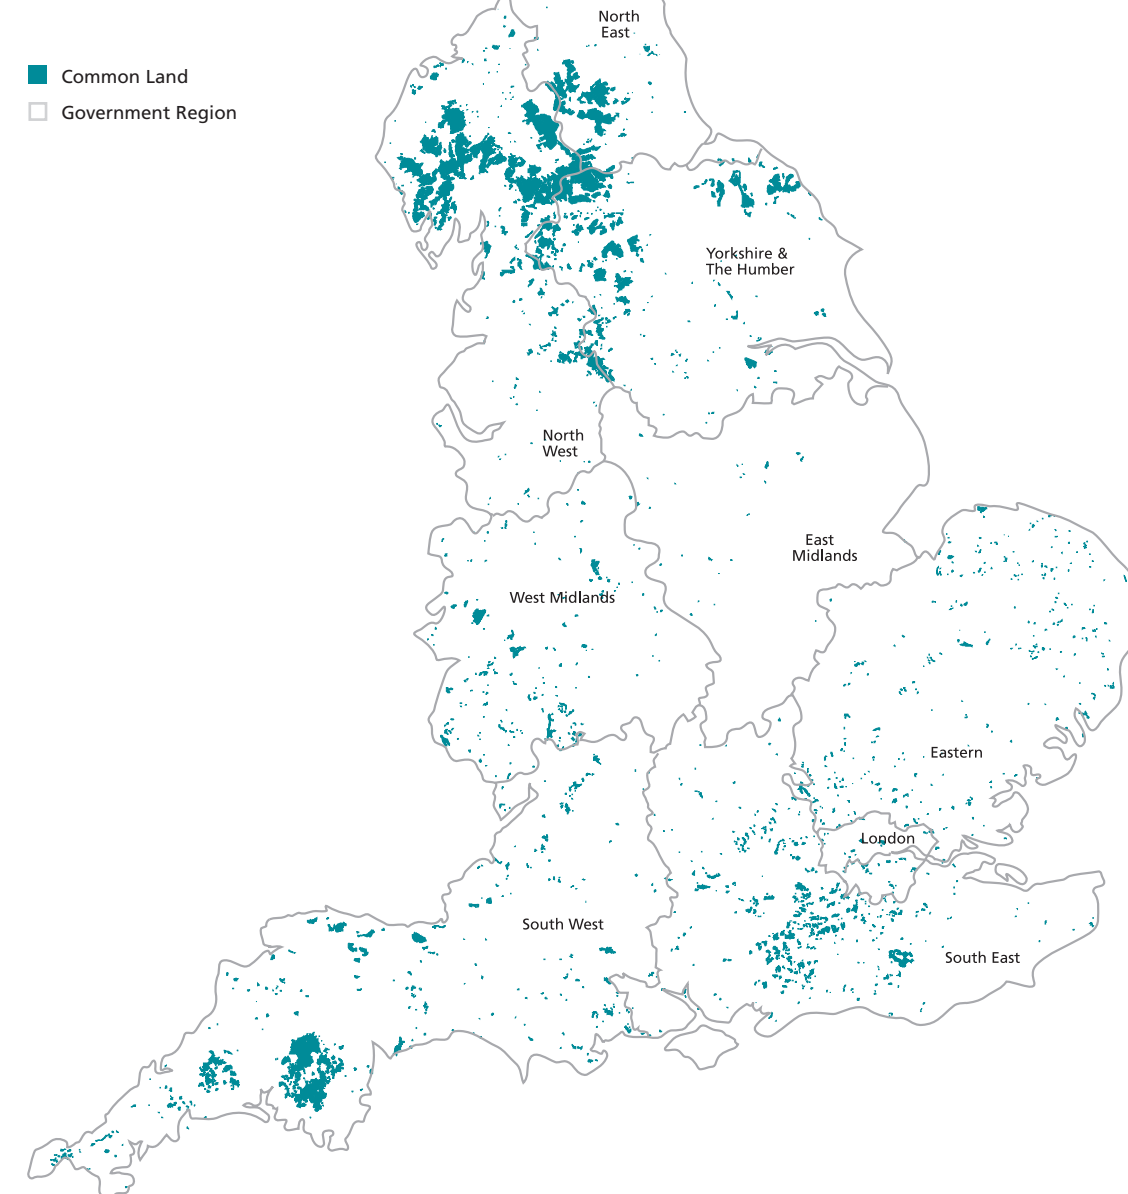 North
East
Common Land
Government Region
Yorkshire &
The Humber
North
West
East
Midlands
West Midlands
Eastern
London
South West
South East